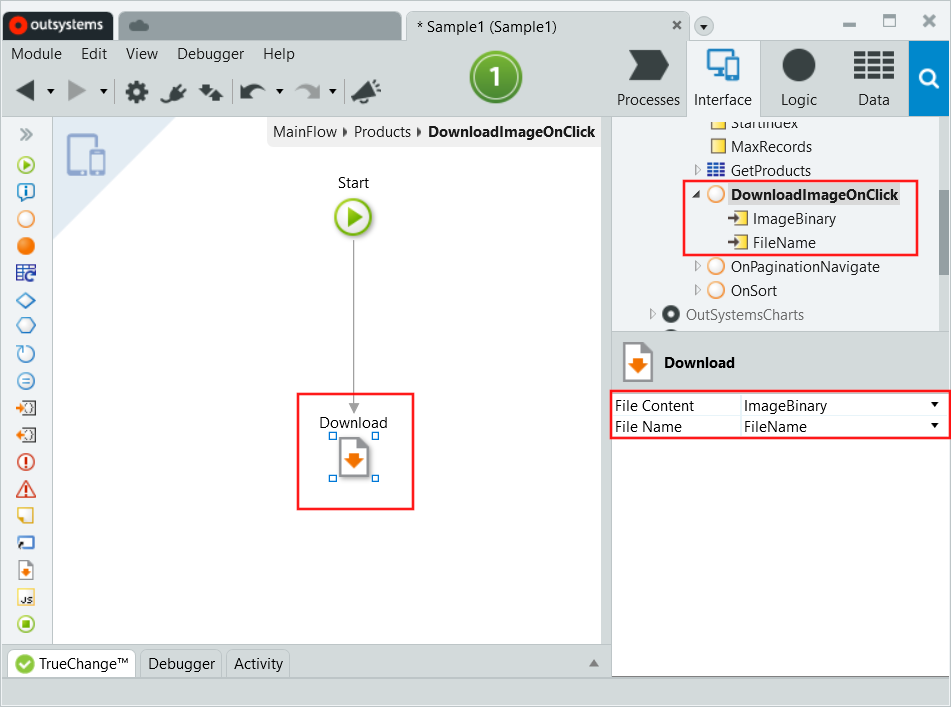 outsystems
* Sample1 (Sample1)
Module Edit View Debugger Help
1
Processes Interface Logic Data
MainFlow Products DownloadImageOnClick
StartIndex
MaxRecords
GetProducts
DownloadImageOnClick
ImageBinary
FileName
OnPaginationNavigate
OnSort
OutSystemsCharts
Start
Download
JS
Download
File Content ImageBinary
File Name FileName
TrueChange™ Debugger Activity